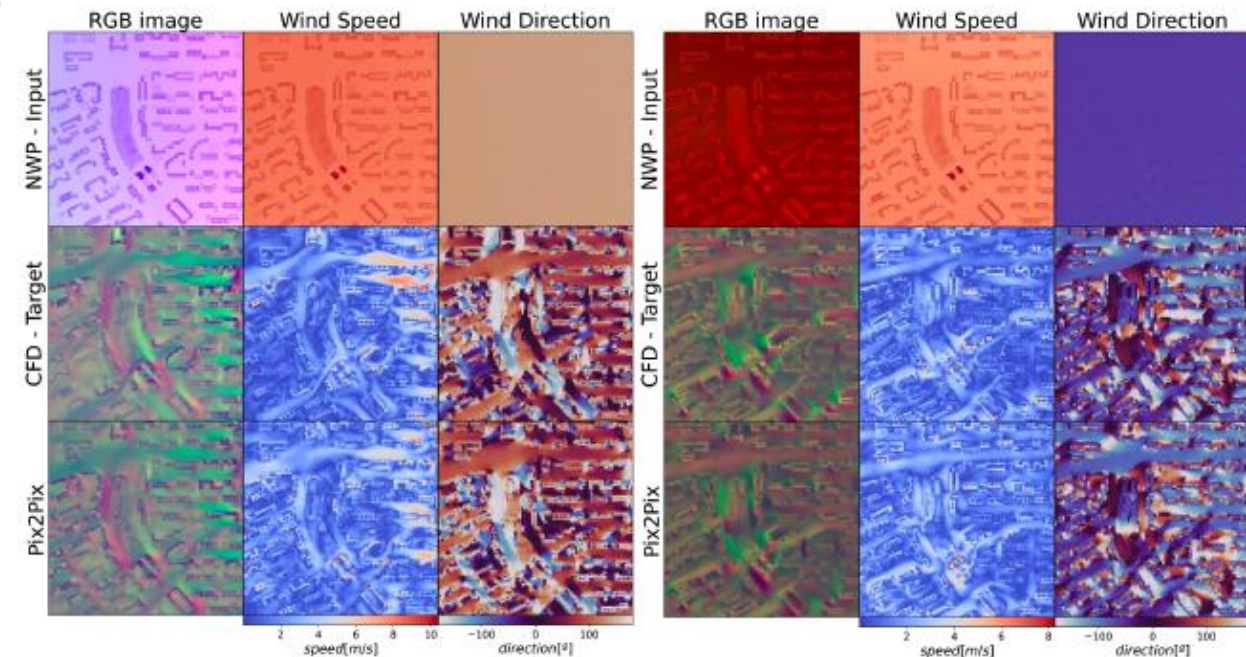 RGB image Wind Speed Wind Direction RGB image Wind Speed Wind Direction
NWP - Input
NWP - Input
CFD - Target
CFD - Target
Pix2Pix
Pix2Pix
2 4 6 8 10 −100 0 100 2 4 6 8 −100 0 100
speed[m/s] direction[º] speed[m/s] direction[º]